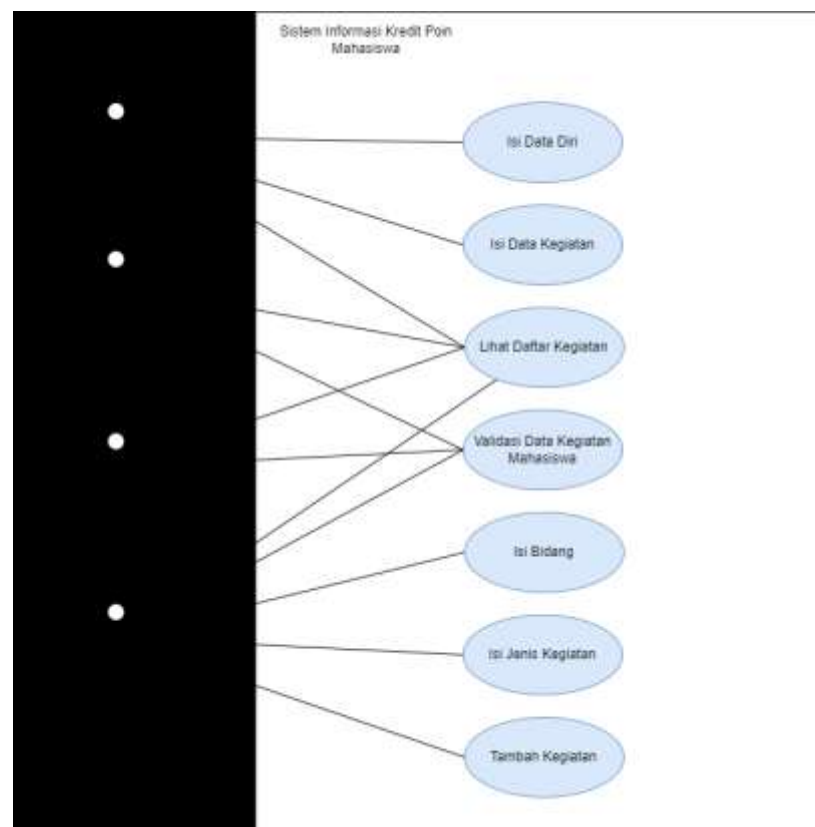 Sistem Informasi Kredit Poin
Mahasiswa
Isi Data Diri
Isi Data Kegiatan
Lihat Daftar Kegiatan
Validasi Data Kegiatan
Mahasiswa
Isi Bidang
Isi Jenis Kegiatan
Tambah Kegiatan